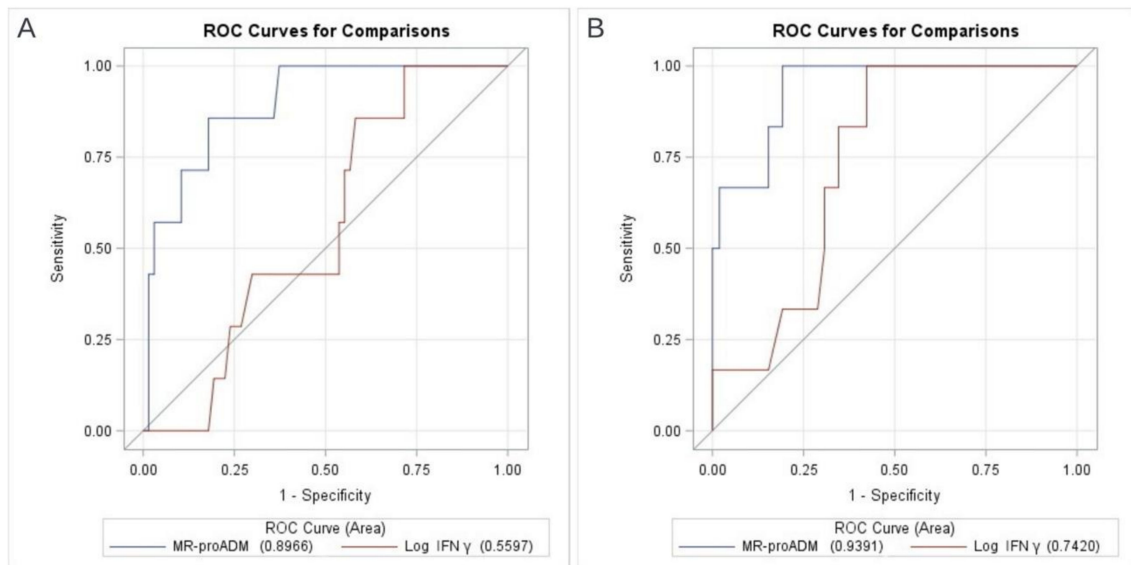 A
ROC Curves for Comparisons
1.00
0.75
0.50
0.25
0.00
Sensitivity
0.00 0.25 0.50 0.75 1.00
1 - Specificity
ROC Curve (Area)
MR-proADM (0.8966) Log IFN γ (0.5597)
B
ROC Curves for Comparisons
1.00
0.75
0.50
0.25
0.00
Sensitivity
0.00 0.25 0.50 0.75 1.00
1 - Specificity
ROC Curve (Area)
MR-proADM (0.9391) Log IFN γ (0.7420)